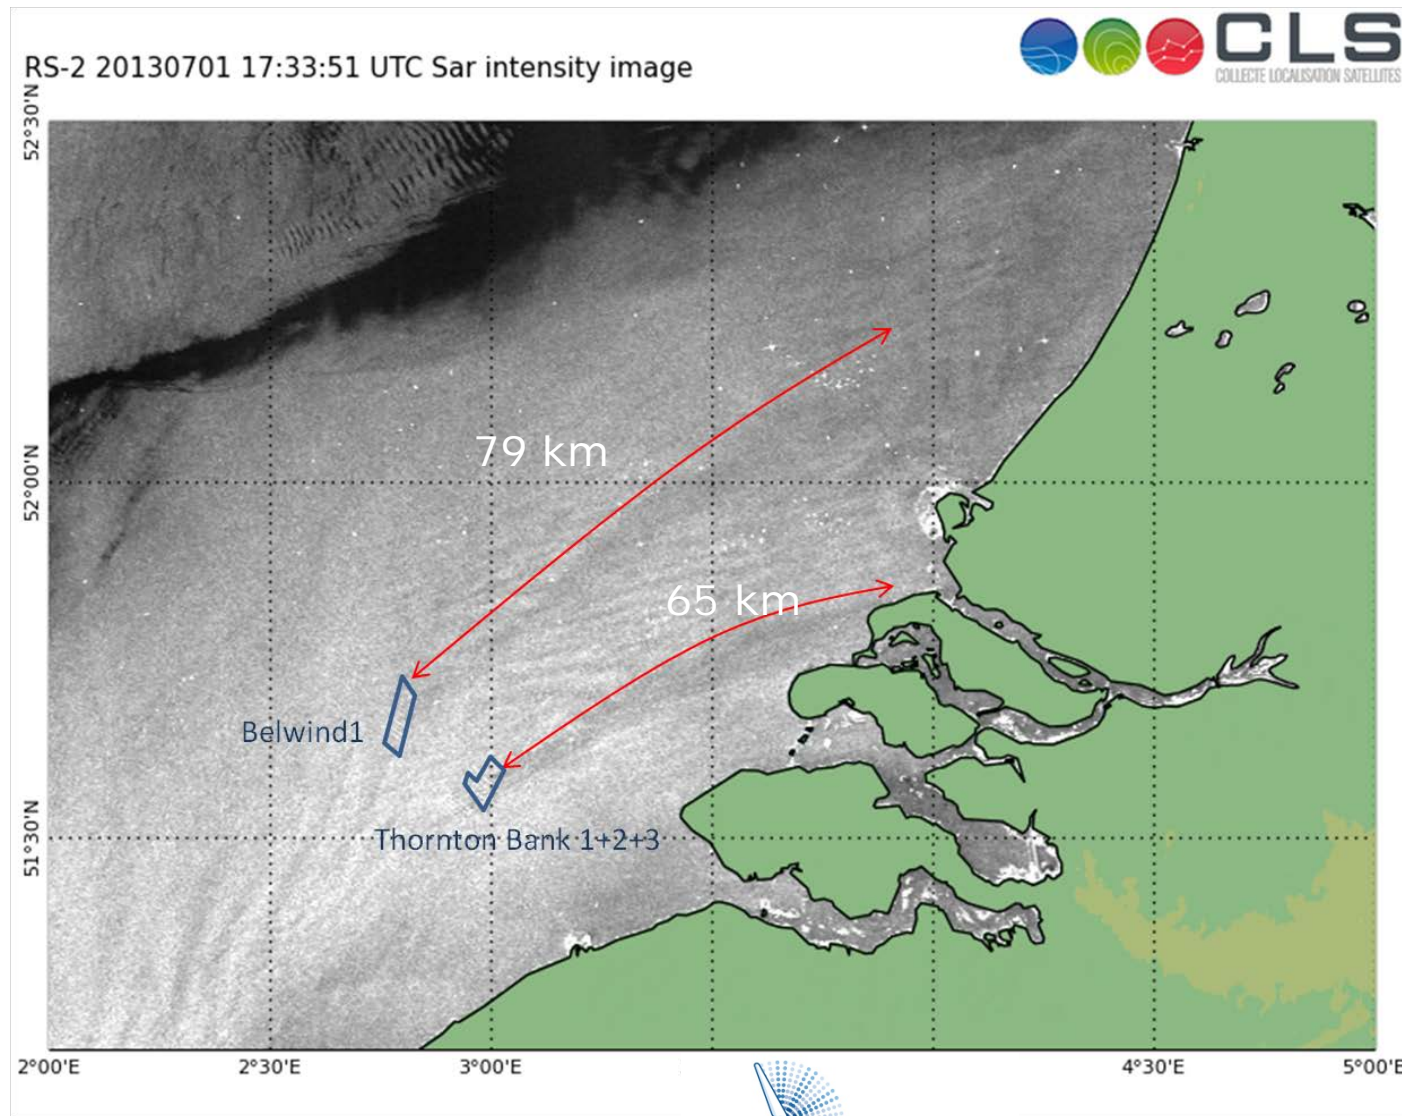 CLS
COLLECTE LOCALISATION SATELLITES
RS-2 20130701 17:33:51 UTC Sar intensity image
52°30'N
79 km
52°00'N
65 km
Belwind1
Thornton Bank 1+2+3
51°30'N
2°00'E 2°30'E 3°00'E 4°30'E 5°00'E